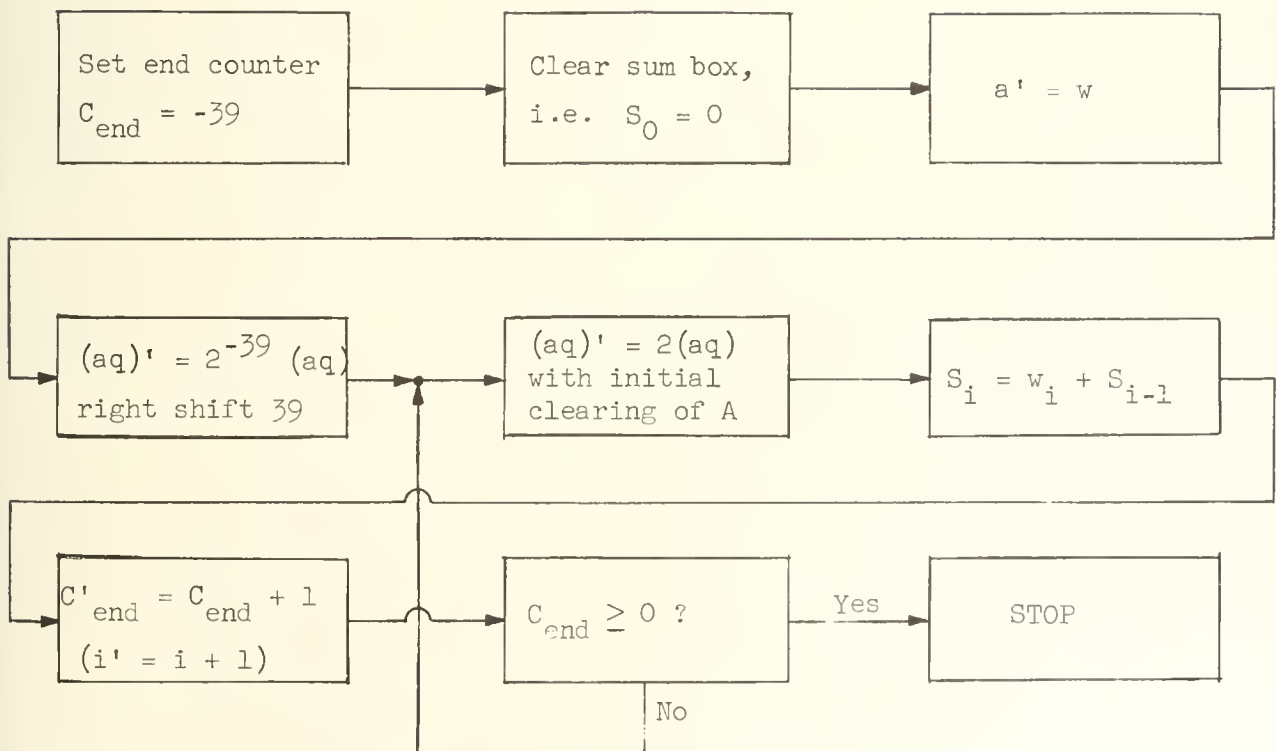 Set end counter
C_end = -39
Clear sum box,
i.e. S_0 = 0
a' = w
(aq)' = 2^-39 (aq)
right shift 39
(aq)' = 2(aq)
with initial
clearing of A
S_i = w_i + S_i-1
C'_end = C_end + 1
(i' = i + 1)
C_end ≥ 0 ?
Yes
STOP
No